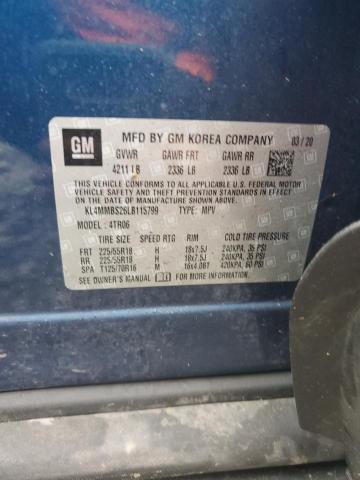 GM
MFD BY GM KOREA COMPANY 03/20
GVWR GAWR FRT GAWR RR
4211 LB 2336 LB 2336 LB
THIS VEHICLE CONFORMS TO ALL APPLICABLE U.S. FEDERAL MOTOR
VEHICLE SAFETY AND THEFT PREVENTION STANDARDS IN EFFECT ON
THE DATE OF MANUFACTURE SHOWN ABOVE.
KL4MMBS26LB115799 TYPE: MPV
MODEL: 4TR06
TIRE SIZE SPEED RTG RIM COLD TIRE PRESSURE
FRT 225/55R18 H 18x7.5J 240KPA, 35 PSI
RR 225/55R18 H 18x7.5J 240KPA, 35 PSI
SPA T125/70R16 M 16x4.0BT 420KPA, 60 PSI
SEE OWNER'S MANUAL FOR ADDITIONAL INFORMATION.